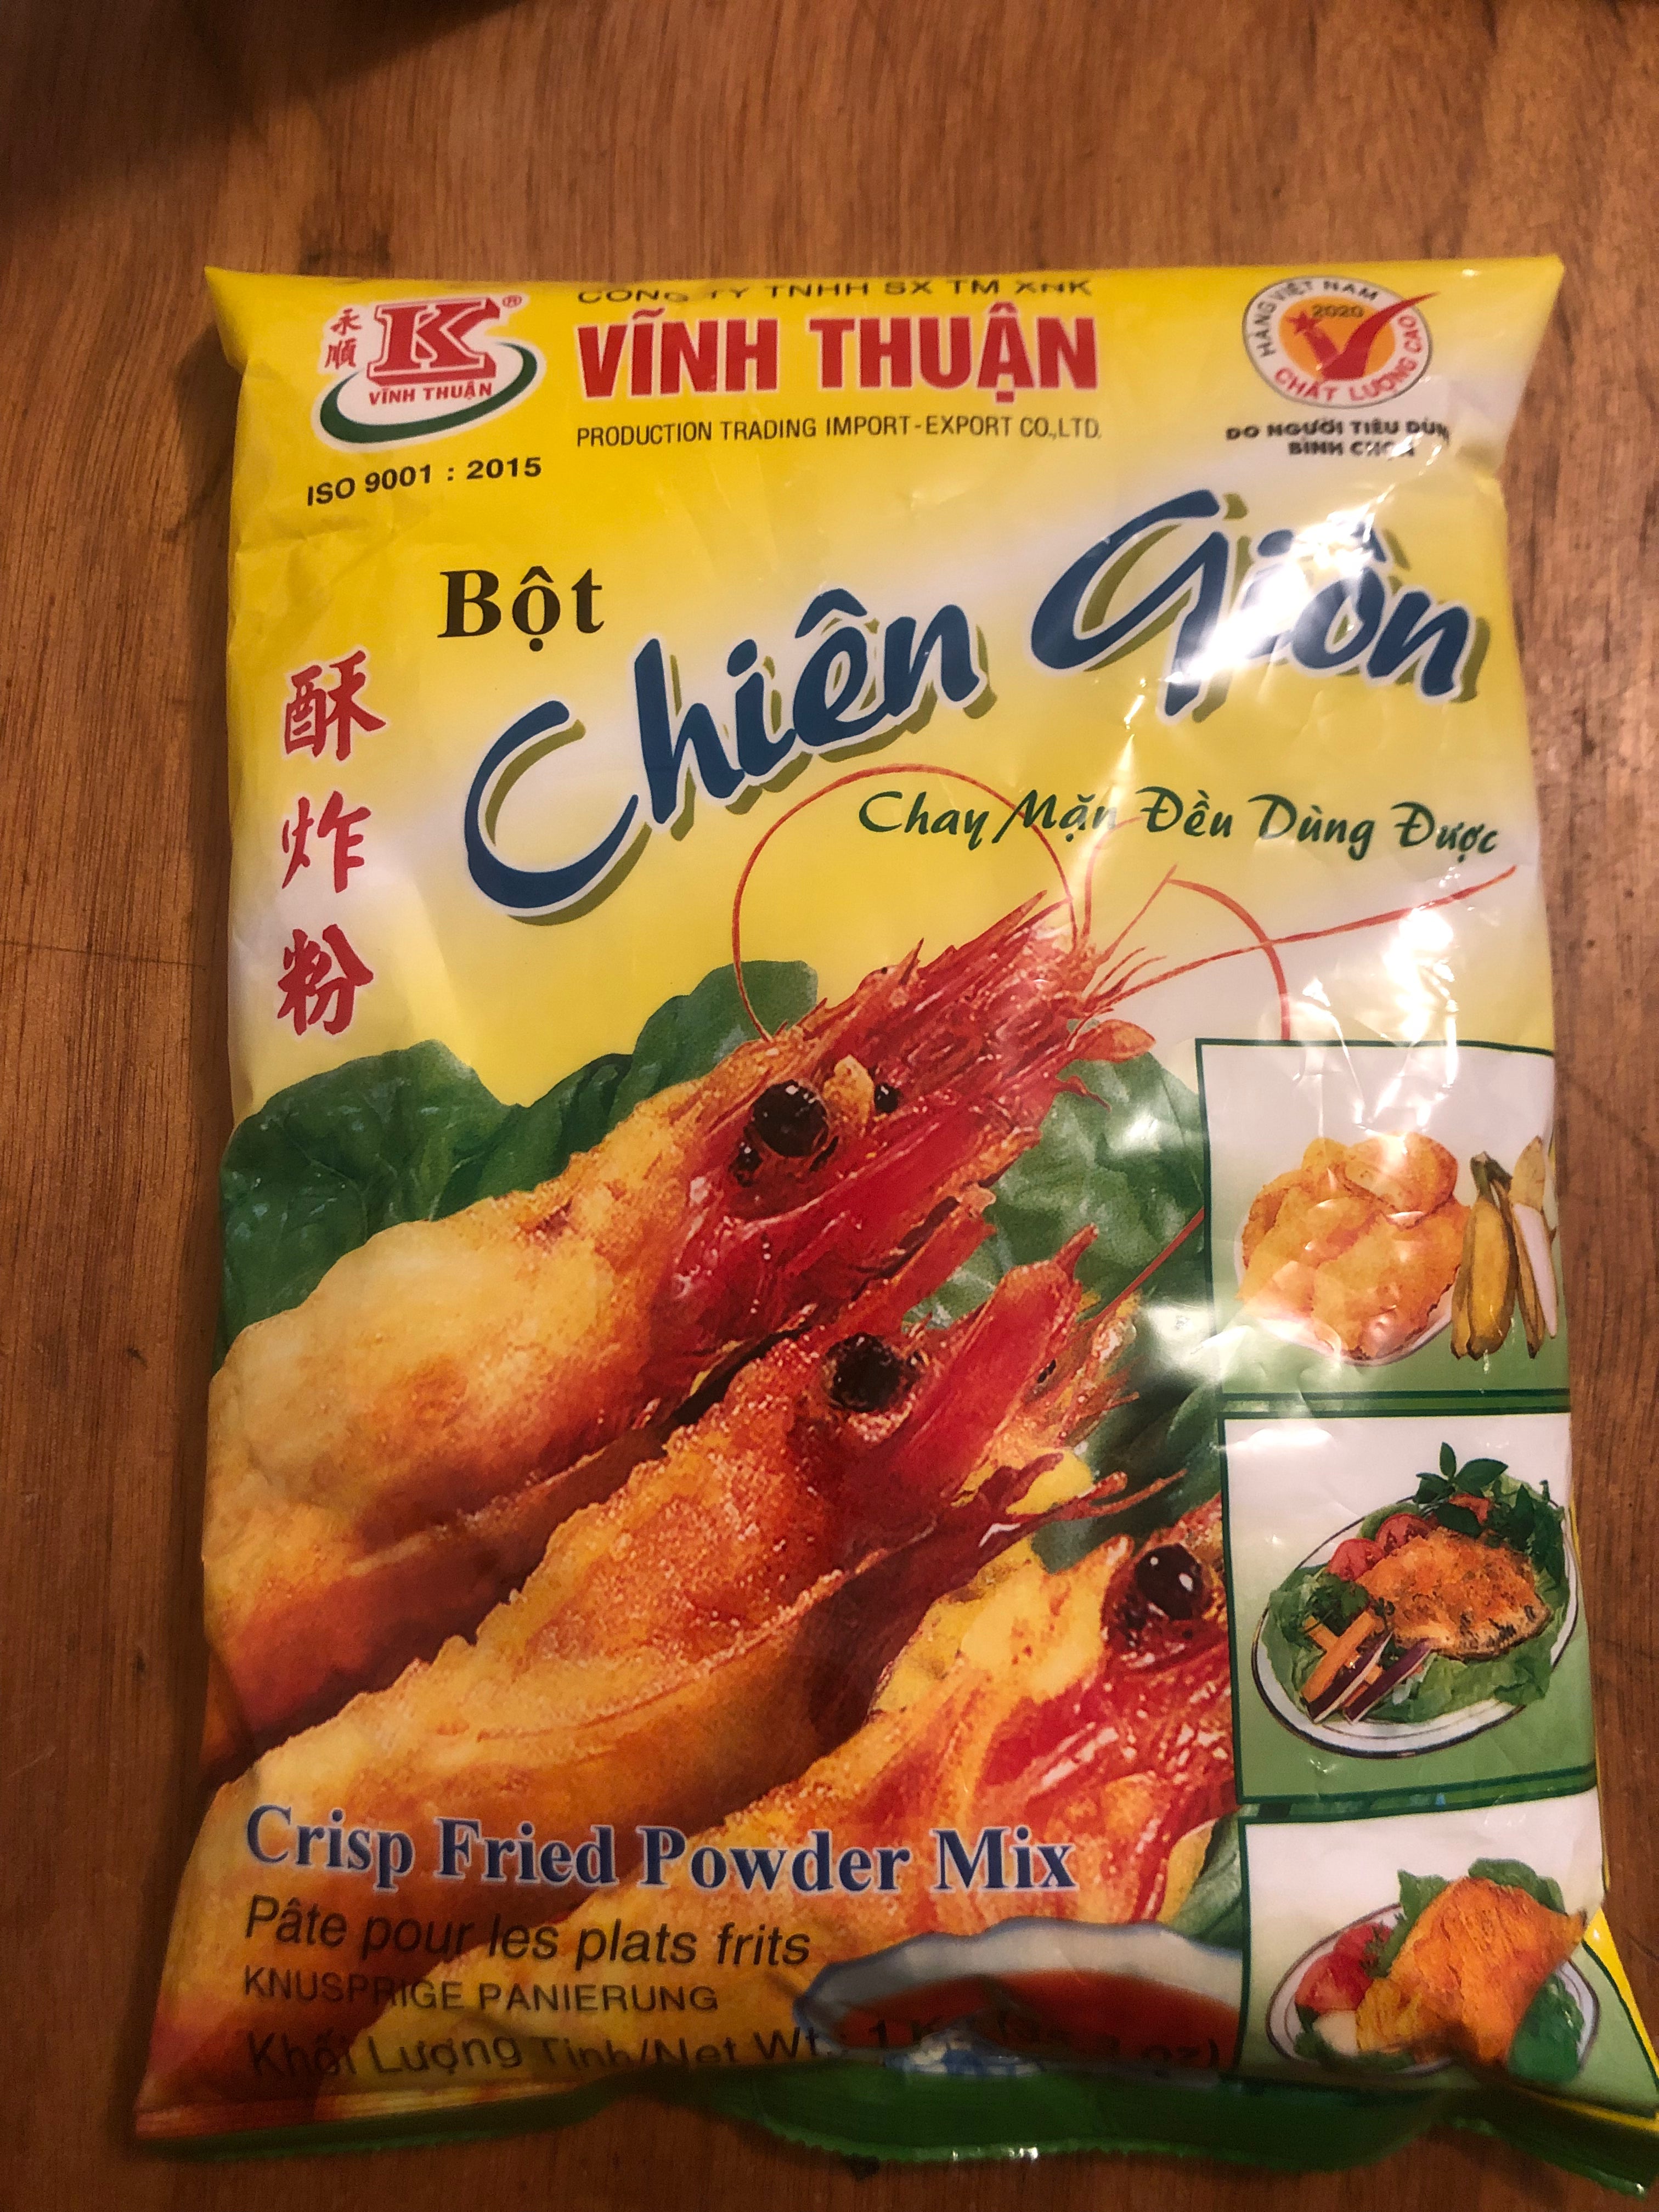 永順
K®
VĨNH THUẬN
ISO 9001 : 2015
CÔNG TY TNHH SX TM XNK
VĨNH THUẬN
PRODUCTION TRADING IMPORT-EXPORT CO.,LTD.
HÀNG VIỆT NAM
2020
CHẤT LƯỢNG CAO
DO NGƯỜI TIÊU DÙNG
BÌNH CHỌN
Bột
Chiên Giòn
Chay Mặn Đều Dùng Được
酥炸粉
Crisp Fried Powder Mix
Pâte pour les plats frits
KNUSPRIGE PANIERUNG
Khối Lượng Tịnh/Net Wt.: 1 K